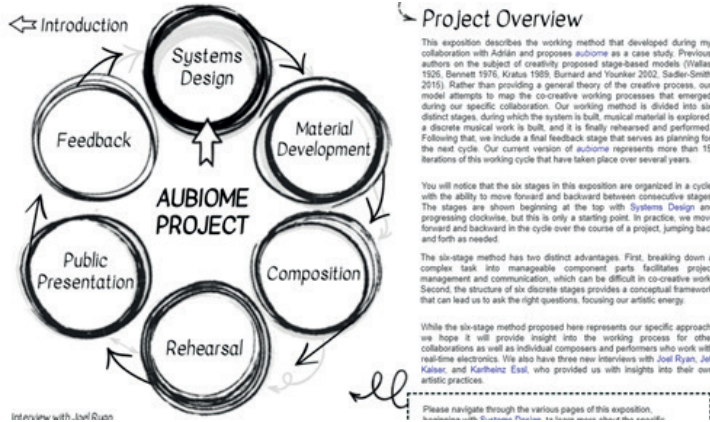 Introduction
Systems
Design
Material
Development
Feedback
AUBIOME
PROJECT
Public
Presentation
Composition
Rehearsal
Interview with Joel Ryan
Project Overview
This exposition describes the working method that developed during my
collaboration with Adrián and proposes aubiome as a case study. Previous
authors on the subject of creativity proposed stage-based models (Wallas
1926, Bennett 1976, Kratus 1989, Burnard and Younker 2002, Sadler-Smith
2015). Rather than providing a general theory of the creative process, our
model attempts to map the co-creative working processes that emerged
during our specific collaboration. Our working method is divided into six
distinct stages, during which the system is built, musical material is explored,
a discrete musical work is built, and it is finally rehearsed and performed.
Following that, we include a final feedback stage that serves as planning for
the next cycle. Our current version of aubiome represents more than 15
iterations of this working cycle that have taken place over several years.
You will notice that the six stages in this exposition are organized in a cycle
with the ability to move forward and backward between consecutive stages.
The stages are shown beginning at the top with Systems Design and
progressing clockwise, but this is only a starting point. In practice, we move
forward and backward in the cycle over the course of a project, jumping back
and forth as needed.
The six-stage method has two distinct advantages. First, breaking down a
complex task into manageable component parts facilitates project
management and communication, which can be difficult in co-creative work.
Second, the structure of six discrete stages provides a conceptual framework
that can lead us to ask the right questions, focusing our artistic energy.
While the six-stage method proposed here represents our specific approach,
we hope it will provide insight into the working process for other
collaborations as well as individual composers and performers who work with
real-time electronics. We also have three new interviews with Joel Ryan, Jeff
Kaiser, and Karlheinz Essl, who provided us with insights into their own
artistic practices.
Please navigate through the various pages of this exposition,
beginning with Systems Design, to learn more about the specific